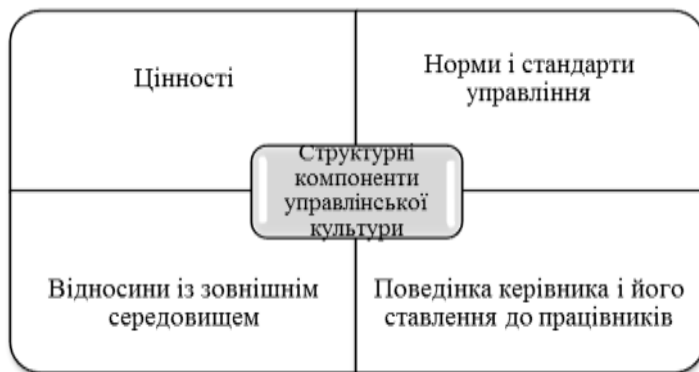 Цінності
Норми і стандарти
управління
Структурні
компоненти
управлінської
культури
Відносини із зовнішнім
середовищем
Поведінка керівника і його
ставлення до працівників